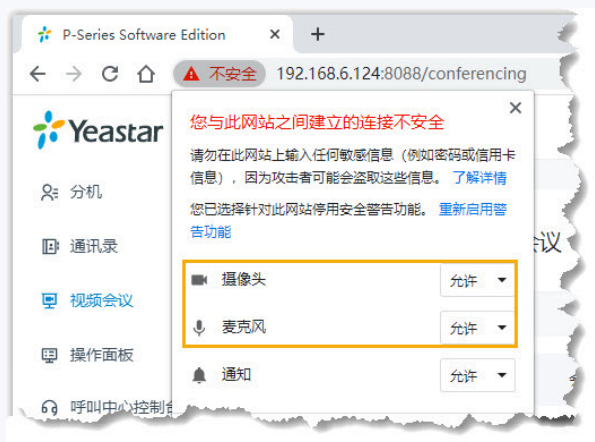 P-Series Software Edition
不安全 192.168.6.124:8088/conferencing
Yeastar
您与此网站之间建立的连接不安全
请勿在此网站上输入任何敏感信息（例如密码或信用卡
信息），因为攻击者可能会盗取这些信息。 了解详情
您已选择针对此网站停用安全警告功能。 重新启用警
告功能
分机
通讯录
议
视频会议
操作面板
呼叫中心控制台
摄像头 允许
麦克风 允许
通知 允许